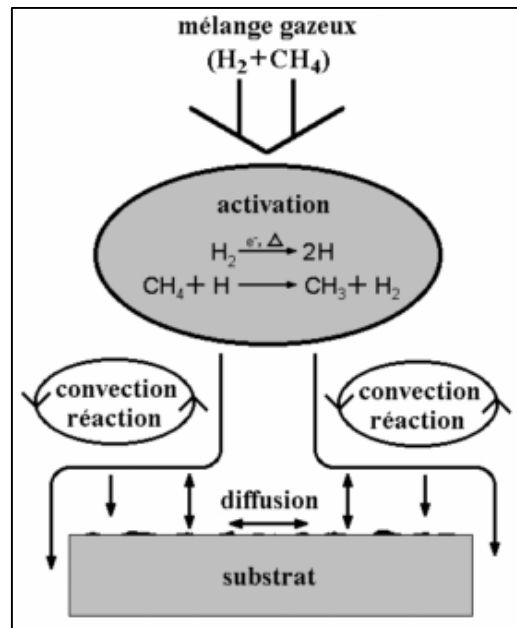 mélange gazeux
(H₂+CH₄)
activation
e⁻, Δ
H₂ → 2H
CH₄ + H → CH₃ + H₂
convection
réaction
convection
réaction
diffusion
substrat